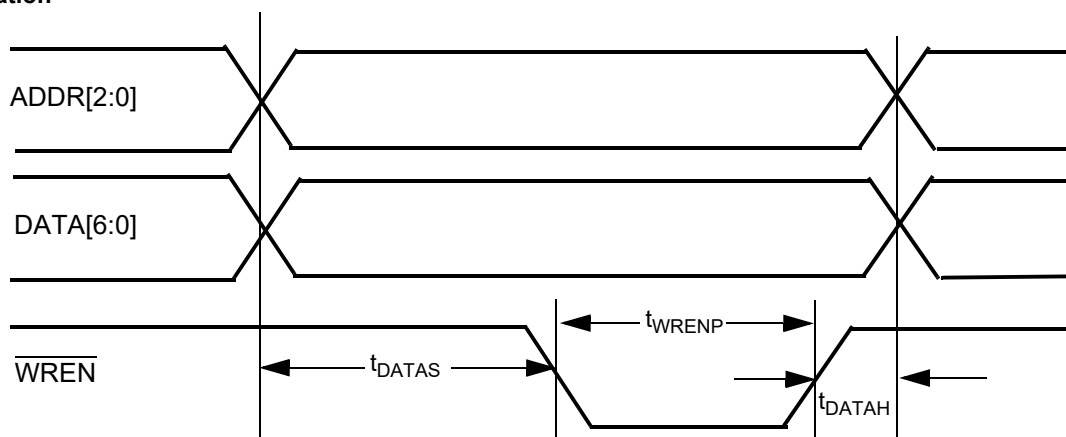 ADDR[2:0]
DATA[6:0]
tWRENP
WREN
tDATAS
tDATAH